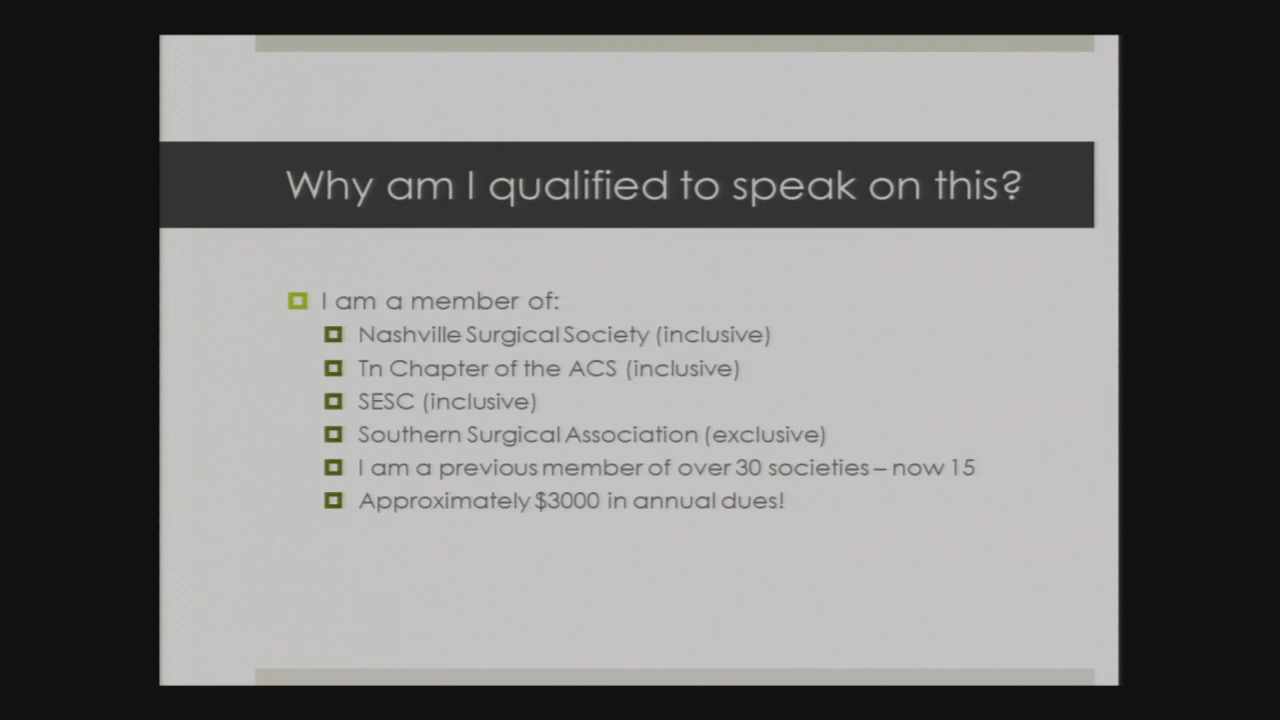 Why am I qualified to speak on this?
I am a member of:
Nashville Surgical Society (inclusive)
Tn Chapter of the ACS (inclusive)
SESC (inclusive)
Southern Surgical Association (exclusive)
I am a previous member of over 30 societies – now 15
Approximately $3000 in annual dues!